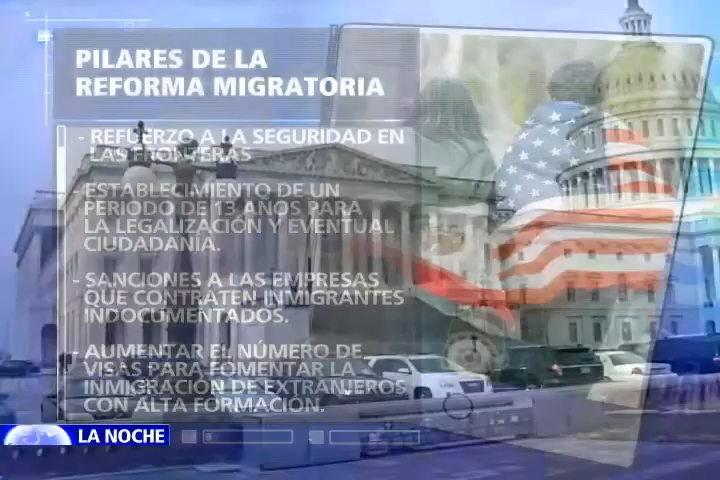 PILARES DE LA
REFORMA MIGRATORIA
- REFUERZO A LA SEGURIDAD EN
LAS FRONTERAS
- ESTABLECIMIENTO DE UN
PERIODO DE 13 AÑOS PARA
LA LEGALIZACIÓN Y EVENTUAL
CIUDADANÍA.
- SANCIONES A LAS EMPRESAS
QUE CONTRATEN INMIGRANTES
INDOCUMENTADOS.
- AUMENTAR EL NÚMERO DE
VISAS PARA FOMENTAR LA
INMIGRACIÓN DE EXTRANJEROS
CON ALTA FORMACIÓN.
LA NOCHE